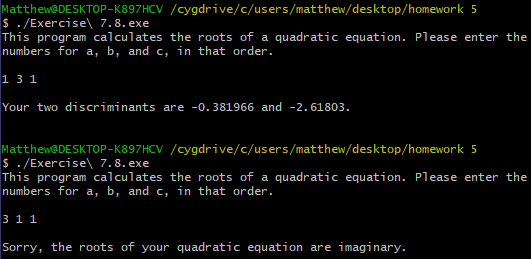 Matthew@DESKTOP-K897HCV /cygdrive/c/users/matthew/desktop/homework 5
$ ./Exercise\ 7.8.exe
This program calculates the roots of a quadratic equation. Please enter the
numbers for a, b, and c, in that order.
1 3 1
Your two discriminants are -0.381966 and -2.61803.
Matthew@DESKTOP-K897HCV /cygdrive/c/users/matthew/desktop/homework 5
$ ./Exercise\ 7.8.exe
This program calculates the roots of a quadratic equation. Please enter the
numbers for a, b, and c, in that order.
3 1 1
Sorry, the roots of your quadratic equation are imaginary.